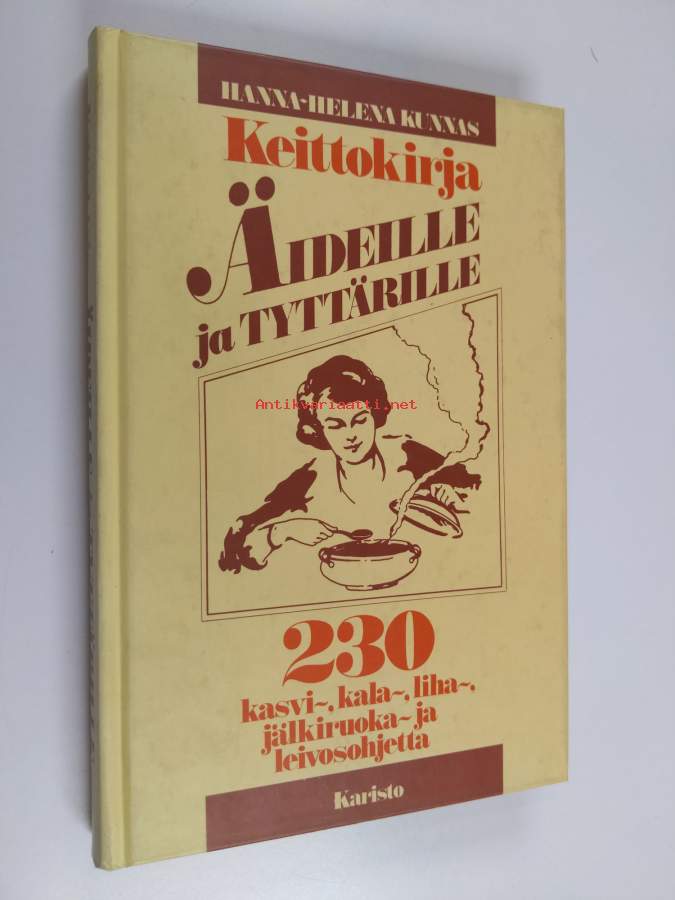 HANNA-HELENA KUNNAS
Keittokirja
ÄIDEILLE
ja TYTTÄRILLE
Antikvariaatti.net
230
kasvi~, kala~, liha~,
jälkiruoka~ ja
leivosohjetta
Karisto